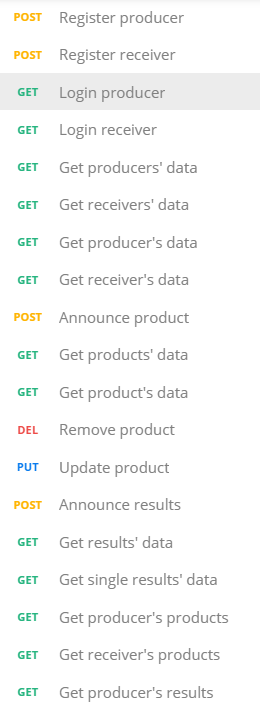 POST Register producer
POST Register receiver
GET Login producer
GET Login receiver
GET Get producers' data
GET Get receivers' data
GET Get producer's data
GET Get receiver's data
POST Announce product
GET Get products' data
GET Get product's data
DEL Remove product
PUT Update product
POST Announce results
GET Get results' data
GET Get single results' data
GET Get producer's products
GET Get receiver's products
GET Get producer's results